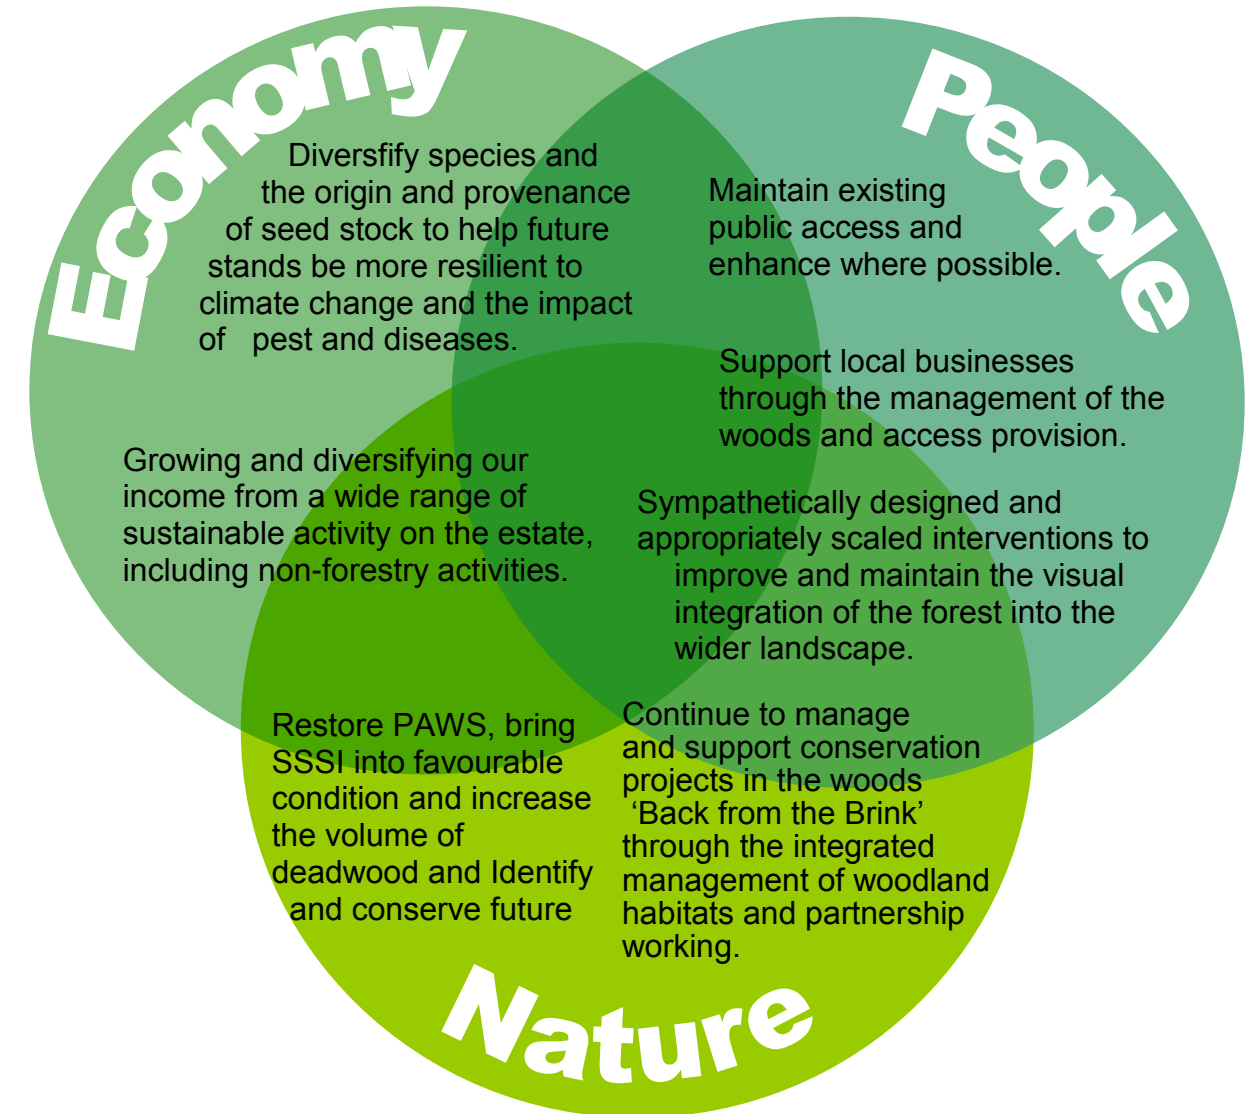 Economy
Diversfify species and
the origin and provenance
of seed stock to help future
stands be more resilient to
climate change and the impact
of pest and diseases.
Growing and diversifying our
income from a wide range of
sustainable activity on the estate,
including non-forestry activities.
People
Maintain existing
public access and
enhance where possible.
Support local businesses
through the management of the
woods and access provision.
Sympathetically designed and
appropriately scaled interventions to
improve and maintain the visual
integration of the forest into the
wider landscape.
Restore PAWS, bring
SSSI into favourable
condition and increase
the volume of
deadwood and Identify
and conserve future
Continue to manage
and support conservation
projects in the woods
‘Back from the Brink’
through the integrated
management of woodland
habitats and partnership
working.
Nature